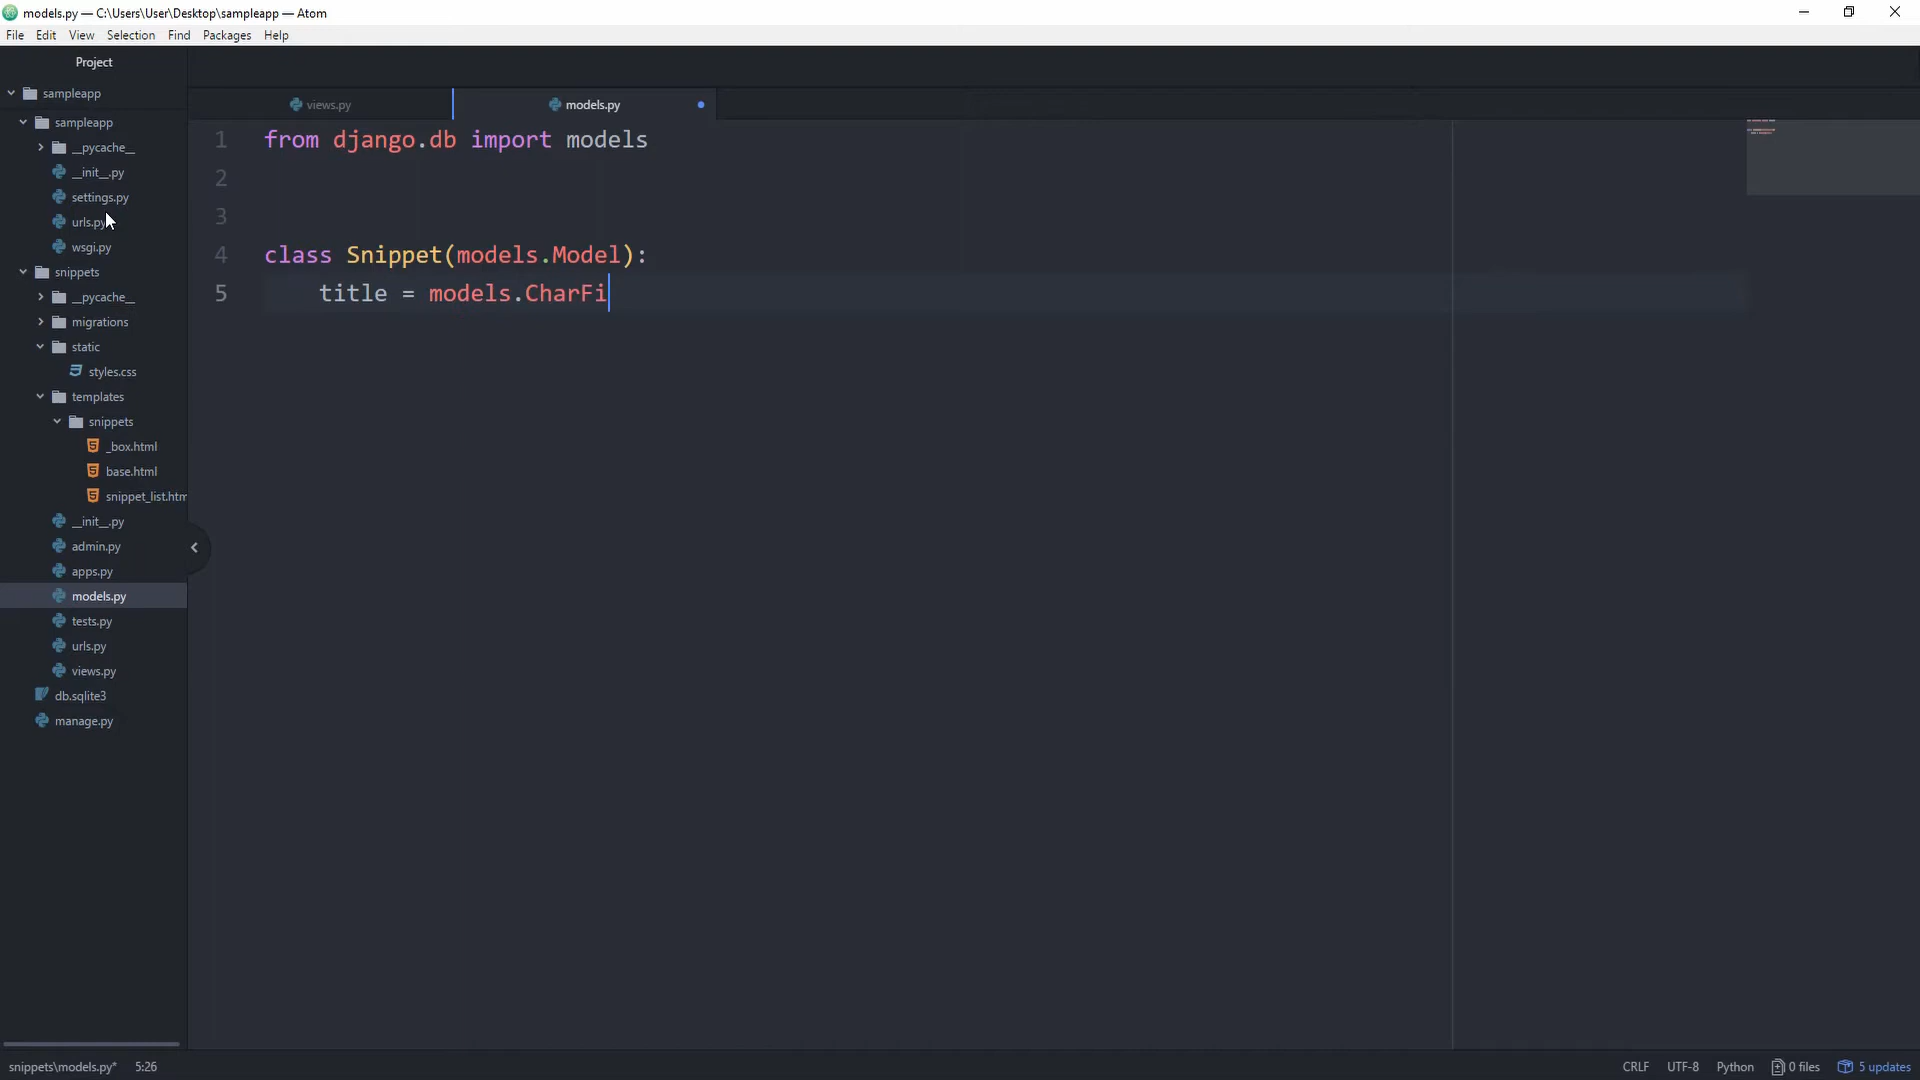 models.py — C:\Users\User\Desktop\sampleapp — Atom
File Edit View Selection Find Packages Help
Project
sampleapp
sampleapp
__pycache__
__init__.py
settings.py
urls.py
wsgi.py
snippets
__pycache__
migrations
static
styles.css
templates
snippets
_box.html
base.html
snippet_list.htm
__init__.py
admin.py
apps.py
models.py
tests.py
urls.py
views.py
db.sqlite3
manage.py
views.py models.py
1 from django.db import models
2
3
4 class Snippet(models.Model):
5 title = models.CharFi
snippets\models.py* 5:26 CRLF UTF-8 Python 0 files 5 updates